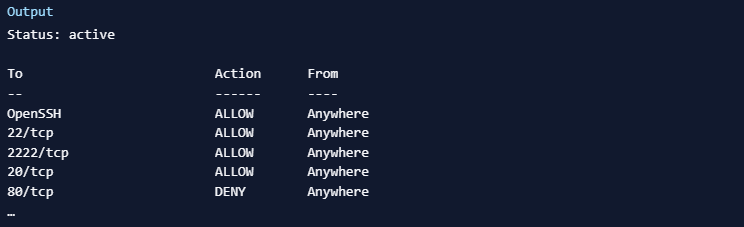 Output
Status: active
To Action From
-- ------ ----
OpenSSH ALLOW Anywhere
22/tcp ALLOW Anywhere
2222/tcp ALLOW Anywhere
20/tcp ALLOW Anywhere
80/tcp DENY Anywhere
…